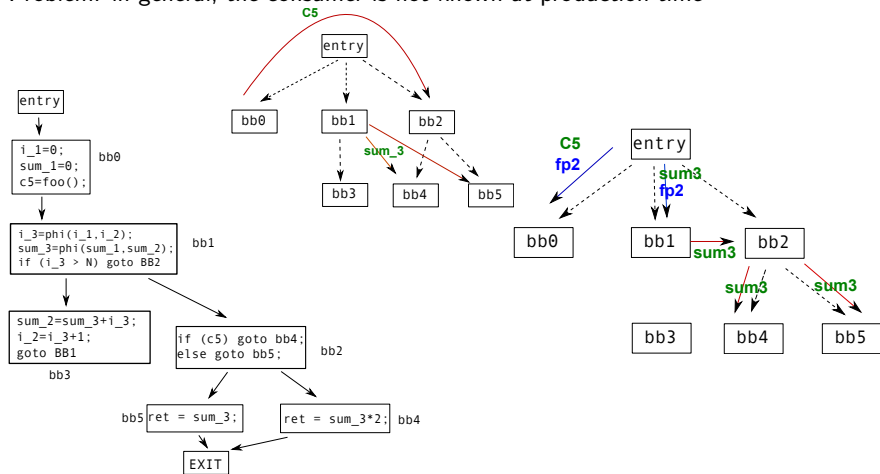 Problem: in general, the consumer is not known at production time
entry
i_1=0;
sum_1=0;
c5=foo();
bb0
i_3=phi(i_1,i_2);
sum_3=phi(sum_1,sum_2);
if (i_3 > N) goto BB2
bb1
sum_2=sum_3+i_3;
i_2=i_3+1;
goto BB1
bb3
if (c5) goto bb4;
else goto bb5;
bb2
bb5
ret = sum_3;
ret = sum_3*2;
bb4
EXIT
C5
entry
bb0
bb1
bb2
sum_3
bb3
bb4
bb5
entry
C5
fp2
sum3
fp2
bb0
bb1
bb2
sum3
sum3
sum3
bb3
bb4
bb5